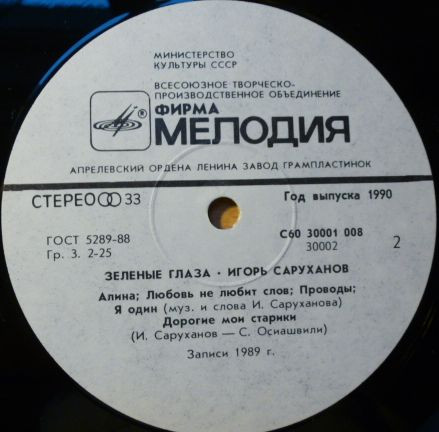 МИНИСТЕРСТВО
КУЛЬТУРЫ СССР
ВСЕСОЮЗНОЕ ТВОРЧЕСКО-
ПРОИЗВОДСТВЕННОЕ ОБЪЕДИНЕНИЕ
ФИРМА
® МЕЛОДИЯ
АПРЕЛЕВСКИЙ ОРДЕНА ЛЕНИНА ЗАВОД ГРАМПЛАСТИНОК
СТЕРЕО 33 Год выпуска 1990
ГОСТ 5289-88 С60 30001 008
Гр. 3. 2-25 30002 2
ЗЕЛЕНЫЕ ГЛАЗА · ИГОРЬ САРУХАНОВ
Алина; Любовь не любит слов; Проводы;
Я один (муз. и слова И. Саруханова)
Дорогие мои старики
(И. Саруханов — С. Осиашвили)
Записи 1989 г.